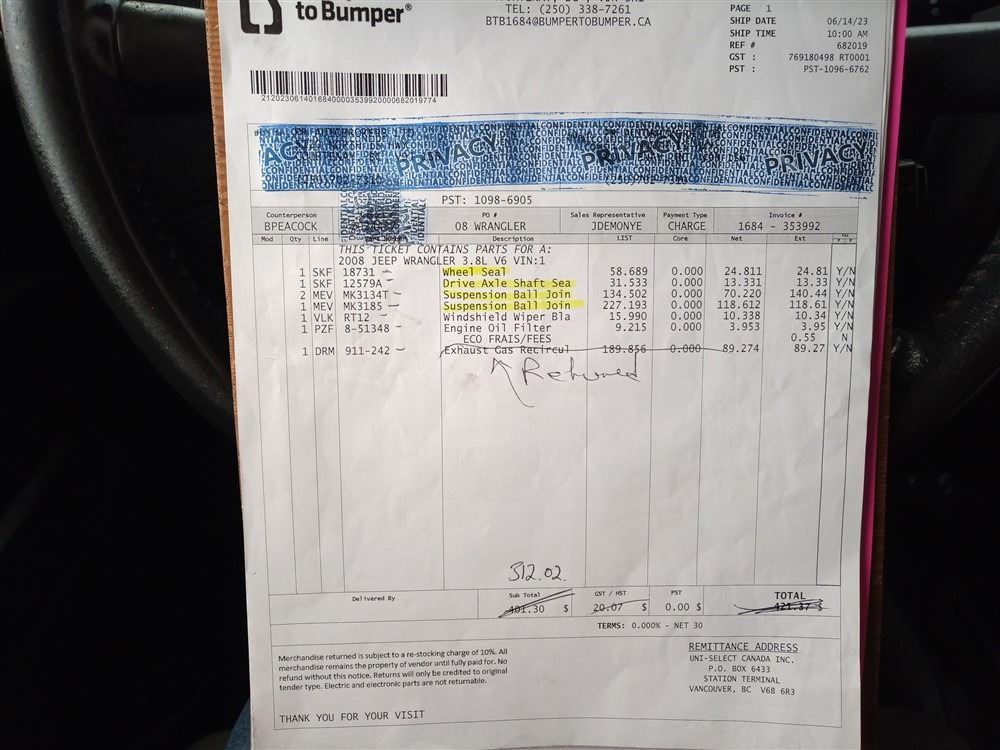 to Bumper®
TEL: (250) 338-7261
BTB1684@BUMPERTOBUMPER.CA
PAGE 1
SHIP DATE 06/14/23
SHIP TIME 10:00 AM
REF # 682019
GST : 769180498 RT0001
PST : PST-1096-6762
21202306140168400003539920000682019774
PRIVACY PRIVACY PRIVACY
CONFIDENTIAL
PST: 1098-6905
Counterperson PO # Sales Representative Payment Type Invoice #
BPEACOCK 08 WRANGLER JDEMONYE CHARGE 1684 - 353992
Mod Qty Line Description LIST Core Net Ext
THIS TICKET CONTAINS PARTS FOR A:
2008 JEEP WRANGLER 3.8L V6 VIN:1
1 SKF 18731 Wheel Seal 58.689 0.000 24.811 24.81 Y/N
1 SKF 12579A Drive Axle Shaft Sea 31.533 0.000 13.331 13.33 Y/N
2 MEV MK3134T Suspension Ball Join 134.502 0.000 70.220 140.44 Y/N
1 MEV MK3185 Suspension Ball Join 227.193 0.000 118.612 118.61 Y/N
1 VLK RT12 Windshield Wiper Bla 15.990 0.000 10.338 10.34 Y/N
1 PZF 8-51348 Engine Oil Filter 9.215 0.000 3.953 3.95 Y/N
ECO FRAIS/FEES 0.55 N
1 DRM 911-242 Exhaust Gas Recircul 189.856 0.000 89.274 89.27 Y/N
Returned
312.02
Delivered By Sub Total GST / HST PST TOTAL
401.30 $ 20.07 $ 0.00 $ 421.37 $
TERMS: 0.000% - NET 30
Merchandise returned is subject to a re-stocking charge of 10%. All
merchandise remains the property of vendor until fully paid for. No
refund without this notice. Returns will only be credited to original
tender type. Electric and electronic parts are not returnable.
REMITTANCE ADDRESS
UNI-SELECT CANADA INC.
P.O. BOX 6433
STATION TERMINAL
VANCOUVER, BC V6B 6R3
THANK YOU FOR YOUR VISIT